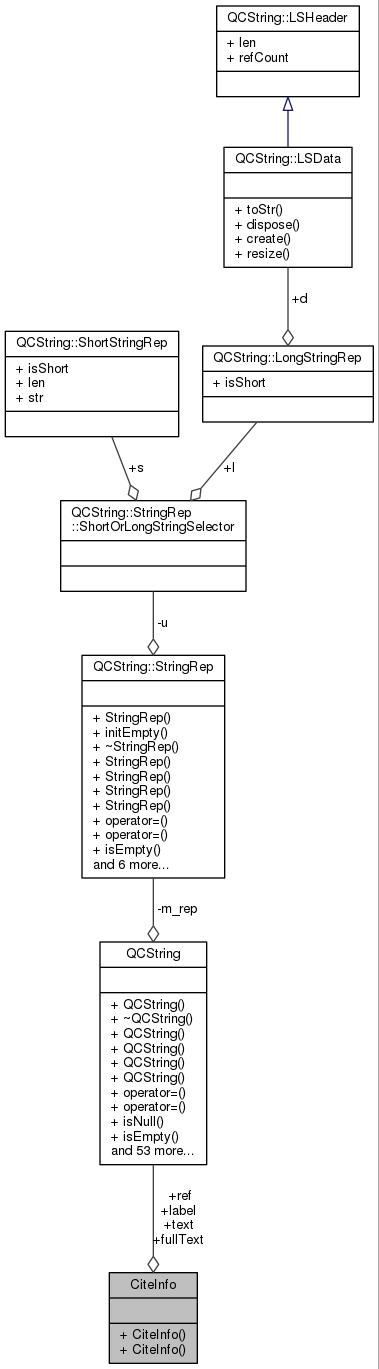 QCString::LSHeader
+ len
+ refCount
QCString::LSData
+ toStr()
+ dispose()
+ create()
+ resize()
+d
QCString::ShortStringRep
+ isShort
+ len
+ str
QCString::LongStringRep
+ isShort
+s
+l
QCString::StringRep
::ShortOrLongStringSelector
-u
QCString::StringRep
+ StringRep()
+ initEmpty()
+ ~StringRep()
+ StringRep()
+ StringRep()
+ StringRep()
+ StringRep()
+ operator=()
+ operator=()
+ isEmpty()
and 6 more...
-m_rep
QCString
+ QCString()
+ ~QCString()
+ QCString()
+ QCString()
+ QCString()
+ QCString()
+ operator=()
+ operator=()
+ isNull()
+ isEmpty()
and 53 more...
+ref
+label
+text
+fullText
CiteInfo
+ CiteInfo()
+ CiteInfo()